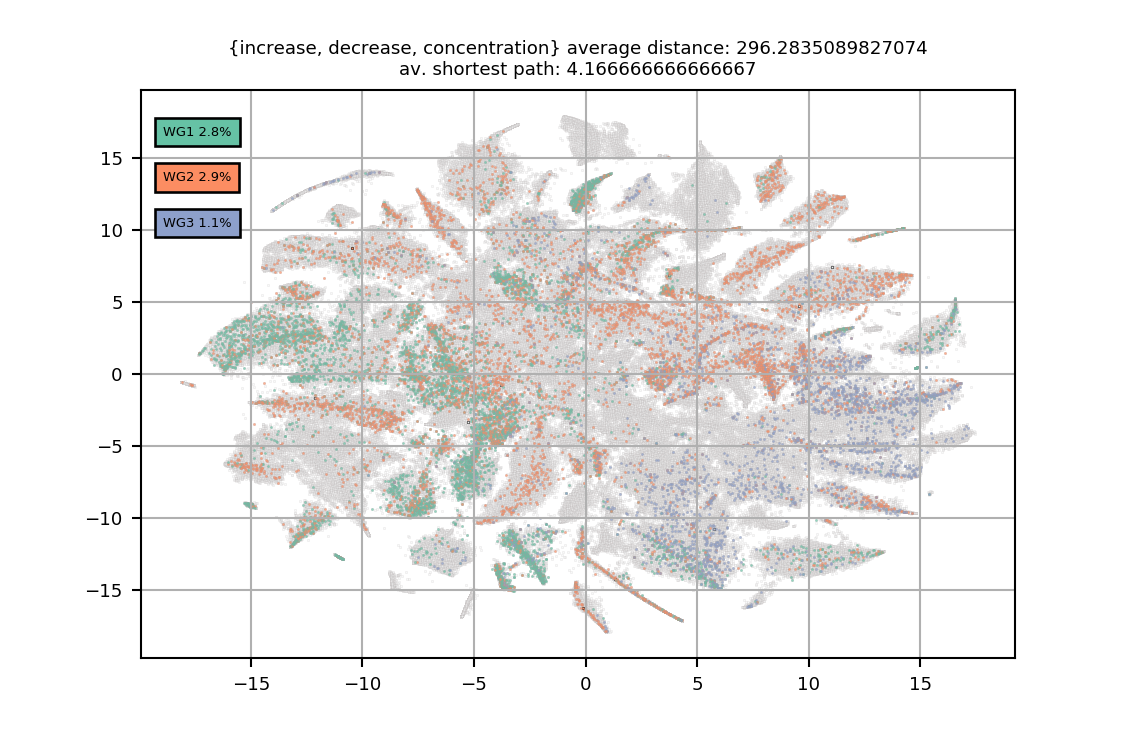 {increase, decrease, concentration} average distance: 296.2835089827074
av. shortest path: 4.166666666666667
WG1 2.8%
WG2 2.9%
WG3 1.1%
15
10
5
0
−5
−10
−15
−15 −10 −5 0 5 10 15